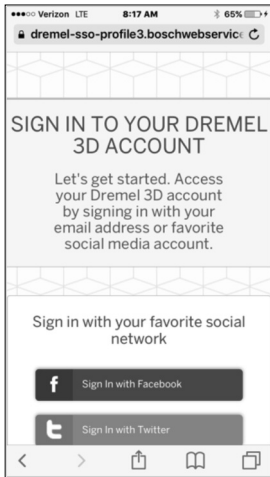 Verizon LTE 8:17 AM 65%
dremel-sso-profile3.boschwebservic
SIGN IN TO YOUR DREMEL
3D ACCOUNT
Let's get started. Access
your Dremel 3D account
by signing in with your
email address or favorite
social media account.
Sign in with your favorite social
network
f Sign In with Facebook
Sign In with Twitter